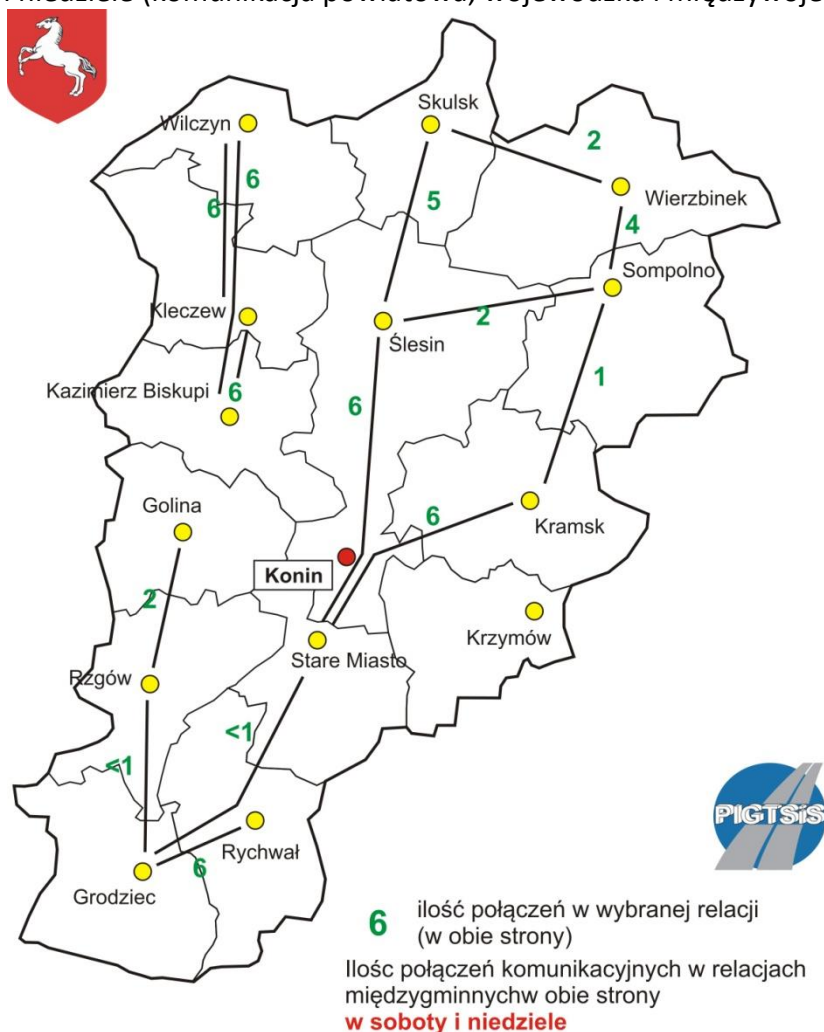 i niedziele (komunikacja powiatowa, wojewódzka i międzywoje
Skulsk
Wilczyn
2
6
6
5
Wierzbinek
4
Sompolno
Kleczew
2
Ślesin
1
Kazimierz Biskupi
6
6
Golina
6
Kramsk
Konin
2
Krzymów
Stare Miasto
Rzgów
<1
<1
PIGTSiS
Rychwał
6
Grodziec
6 ilość połączeń w wybranej relacji
(w obie strony)
Ilośc połączeń komunikacyjnych w relacjach
międzygminnychw obie strony
w soboty i niedziele